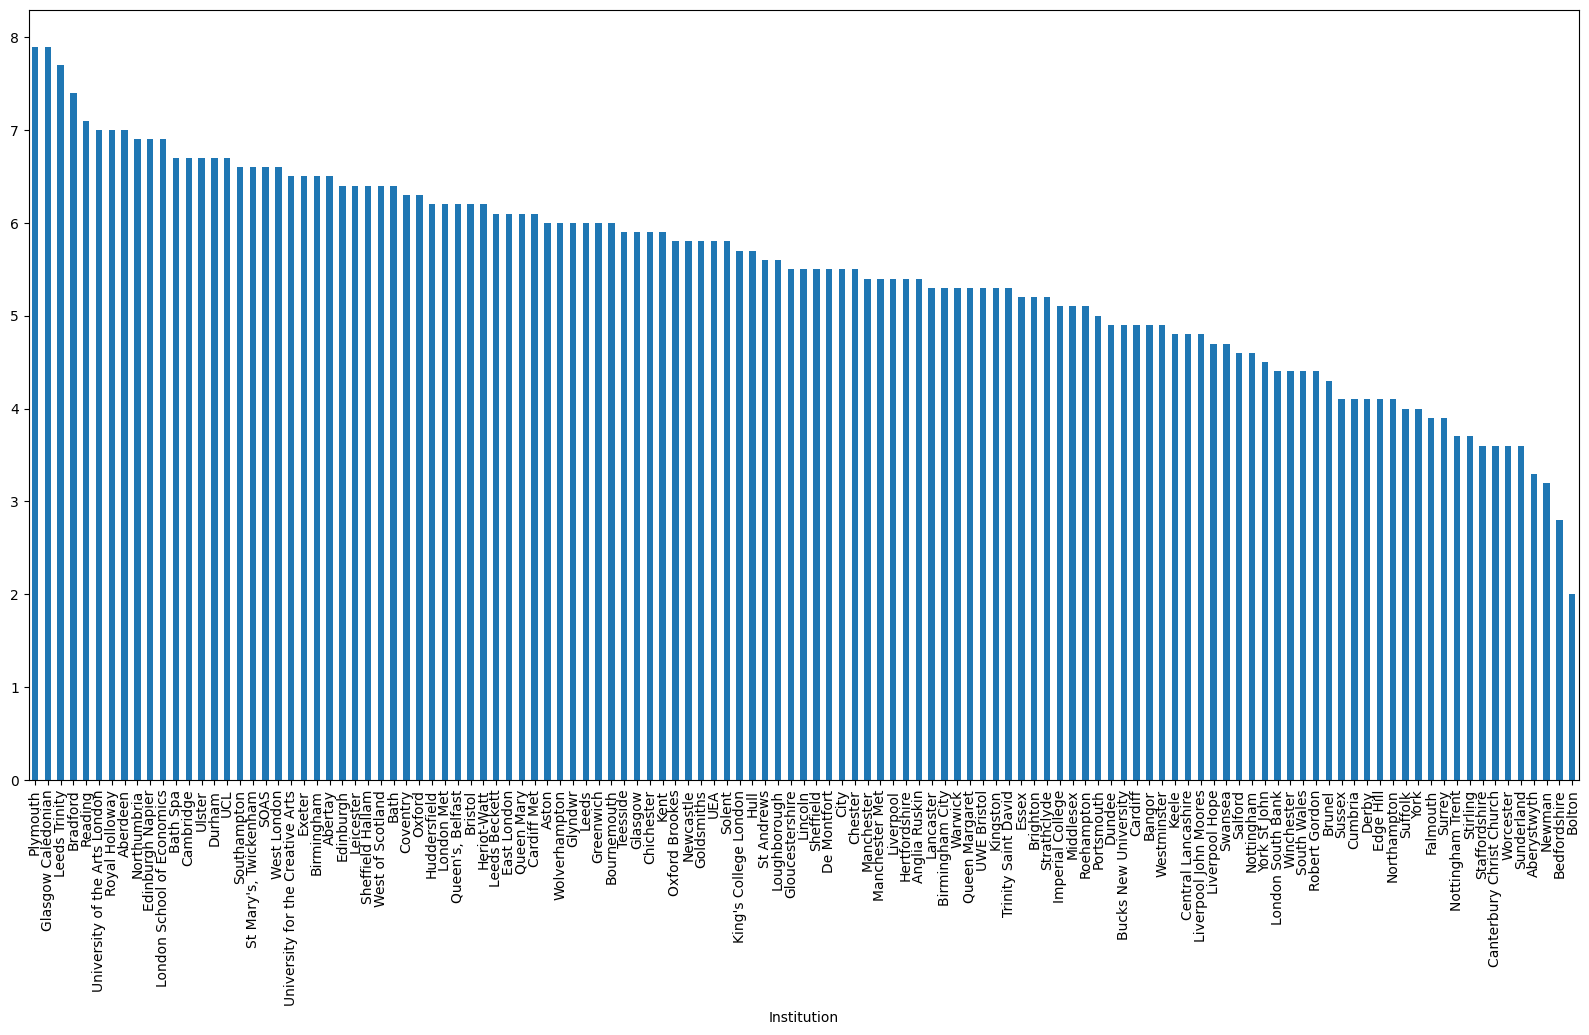 8
7
6
5
4
3
2
1
0
Plymouth
Glasgow Caledonian
Leeds Trinity
Bradford
Reading
University of the Arts London
Royal Holloway
Aberdeen
Northumbria
Edinburgh Napier
London School of Economics
Bath Spa
Cambridge
Ulster
Durham
UCL
Southampton
St Mary's, Twickenham
SOAS
West London
University for the Creative Arts
Exeter
Birmingham
Abertay
Edinburgh
Leicester
Sheffield Hallam
West of Scotland
Bath
Coventry
Oxford
Huddersfield
London Met
Queen's, Belfast
Bristol
Heriot-Watt
Leeds Beckett
East London
Queen Mary
Cardiff Met
Aston
Wolverhampton
Glyndwr
Leeds
Greenwich
Bournemouth
Teesside
Glasgow
Chichester
Kent
Oxford Brookes
Newcastle
Goldsmiths
UEA
Solent
King's College London
Hull
St Andrews
Loughborough
Gloucestershire
Lincoln
Sheffield
De Montfort
City
Chester
Manchester
Manchester Met
Liverpool
Hertfordshire
Anglia Ruskin
Lancaster
Birmingham City
Warwick
Queen Margaret
UWE Bristol
Kingston
Trinity Saint David
Essex
Brighton
Strathclyde
Imperial College
Middlesex
Roehampton
Portsmouth
Dundee
Bucks New University
Cardiff
Bangor
Westminster
Keele
Central Lancashire
Liverpool John Moores
Liverpool Hope
Swansea
Salford
Nottingham
York St John
London South Bank
Winchester
South Wales
Robert Gordon
Brunel
Sussex
Cumbria
Derby
Edge Hill
Northampton
Suffolk
York
Falmouth
Surrey
Nottingham Trent
Stirling
Staffordshire
Canterbury Christ Church
Worcester
Sunderland
Aberystwyth
Newman
Bedfordshire
Bolton
Institution